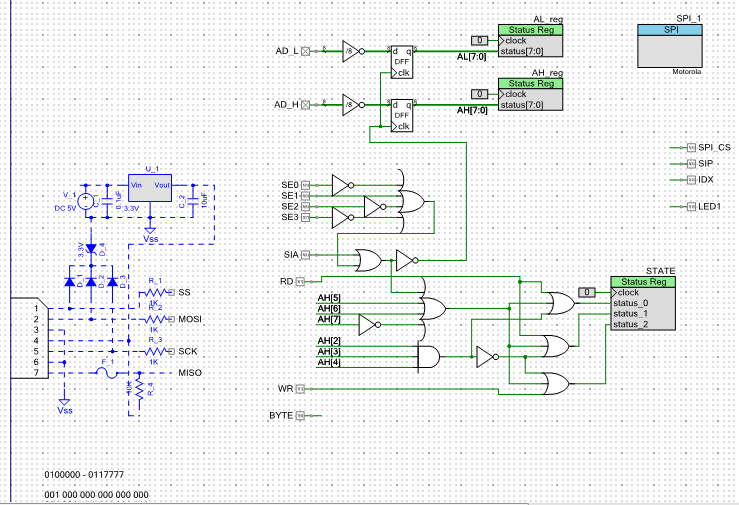 AL_reg
Status Reg
0
clock
status[7:0]
AL[7:0]
AD_L
/8
d q
DFF
clk
SPI_1
SPI
Motorola
AH_reg
Status Reg
0
clock
status[7:0]
AH[7:0]
AD_H
/8
d q
DFF
clk
SPI_CS
SIP
IDX
LED1
U_1
Vin Vout
3.3V
V_1
DC 5V
C_1
0.1uF
C_2
10uF
Vss
SE0
SE1
SE2
SE3
SIA
RD
3.3V
D_4
D_1
D_2
D_3
R_1
1K
SS
R_2
MOSI
1K
R_3
SCK
1K
F_1
MISO
R_4
1
2
3
4
5
6
7
Vss
AH[5]
AH[6]
AH[7]
AH[2]
AH[3]
AH[4]
WR
BYTE
STATE
Status Reg
0
clock
status_0
status_1
status_2
0100000 - 0117777
001 000 000 000 000 000